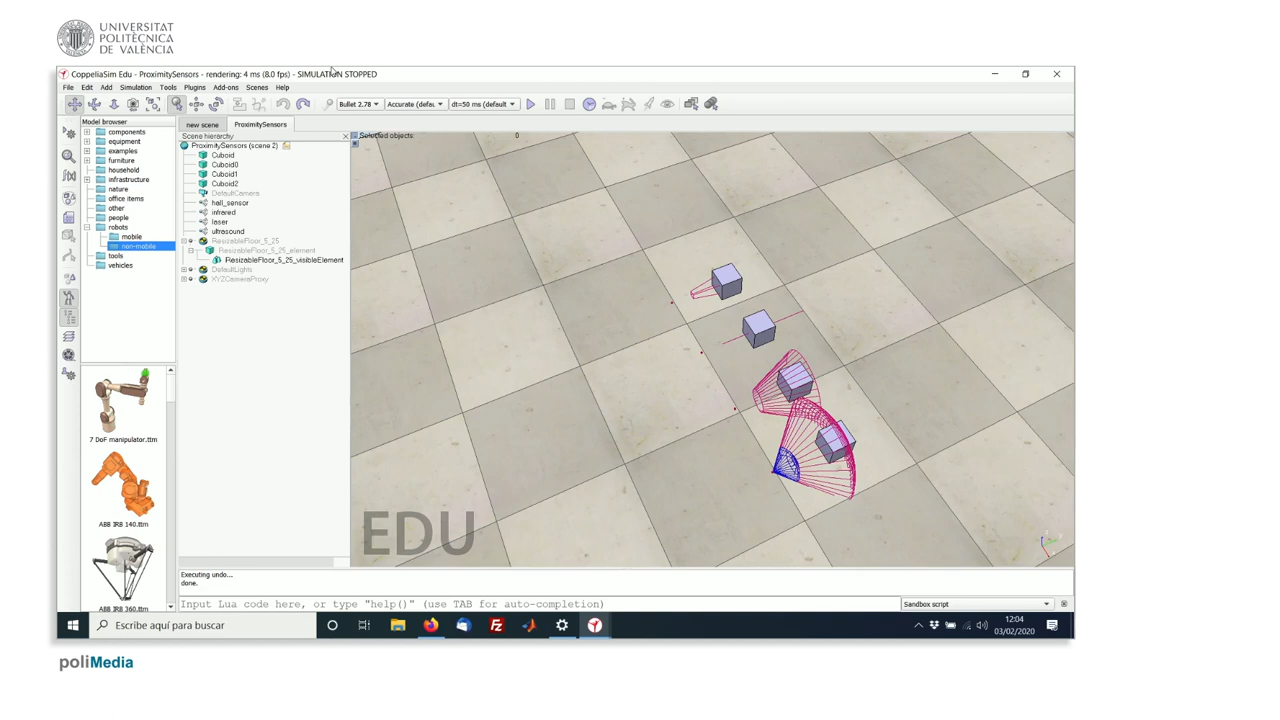 UNIVERSITAT
POLITÈCNICA
DE VALÈNCIA
CoppeliaSim Edu - ProximitySensors - rendering: 4 ms (8.0 fps) - SIMULATION STOPPED
File Edit Add Simulation Tools Plugins Add-ons Scenes Help
Bullet 2.78 Accurate (defau dt=50 ms (default
Model browser
components
equipment
examples
furniture
household
infrastructure
nature
office items
other
people
robots
mobile
non-mobile
tools
vehicles
7 DoF manipulator.ttm
ABB IRB 140.ttm
ABB IRB 360.ttm
new scene ProximitySensors
Scene hierarchy
ProximitySensors (scene 2)
Cuboid
Cuboid0
Cuboid1
Cuboid2
DefaultCamera
hall_sensor
infrared
laser
ultrasound
ResizableFloor_5_25
ResizableFloor_5_25_element
ResizableFloor_5_25_visibleElement
DefaultLights
XYZCameraProxy
Selected objects: 0
EDU
Executing undo...
done.
Input Lua code here, or type "help()" (use TAB for auto-completion)
Sandbox script
Escribe aquí para buscar
12:04
03/02/2020
poliMedia